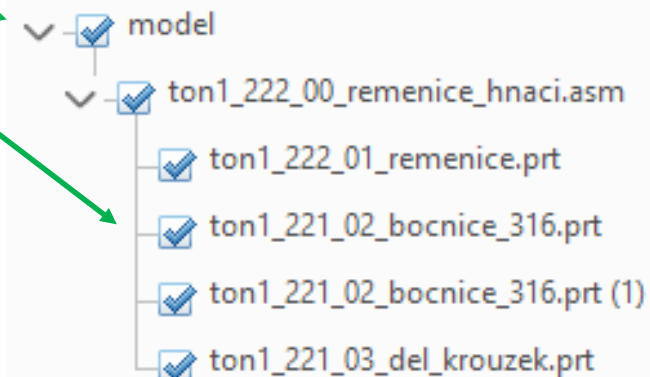 model
ton1_222_00_remenice_hnaci.asm
ton1_222_01_remenice.prt
ton1_221_02_bocnice_316.prt
ton1_221_02_bocnice_316.prt (1)
ton1_221_03_del_krouzek.prt